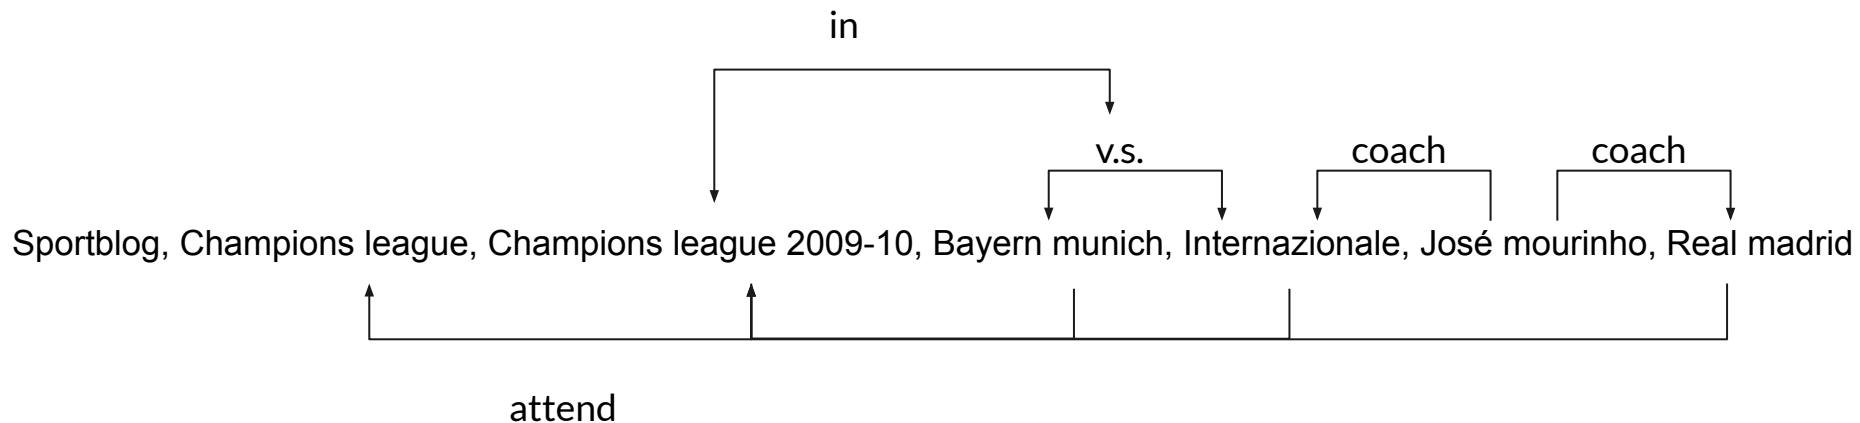 in
v.s. coach coach
Sportblog, Champions league, Champions league 2009-10, Bayern munich, Internazionale, José mourinho, Real madrid
attend